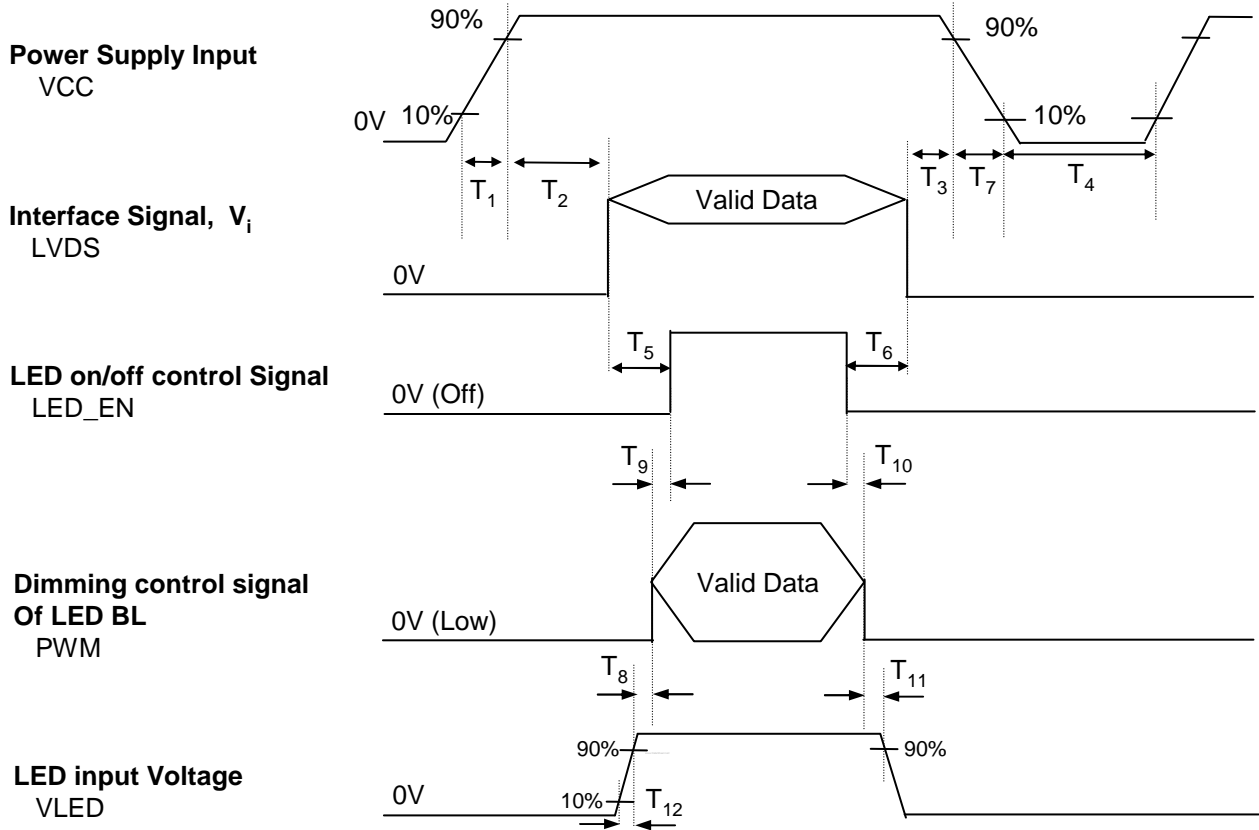 90%
90%
Power Supply Input
VCC
0V
10%
10%
T1
T2
T3
T7
T4
Interface Signal, Vi
LVDS
Valid Data
0V
T5
T6
LED on/off control Signal
LED_EN
0V (Off)
T9
T10
Dimming control signal
Of LED BL
PWM
Valid Data
0V (Low)
T8
T11
90%
90%
LED input Voltage
VLED
0V
10%
T12